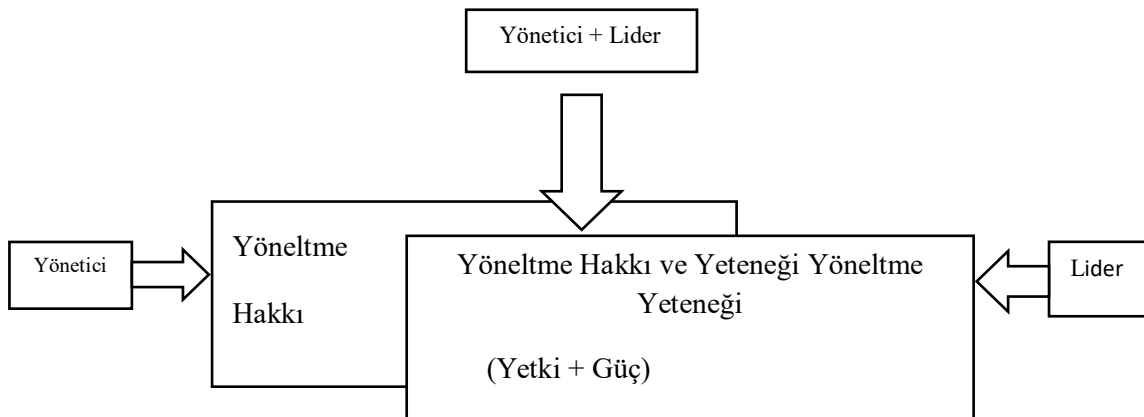 Yönetici + Lider
Yönetici
Yöneltme
Hakkı
Yöneltme Hakkı ve Yeteneği Yöneltme
Yeteneği
(Yetki + Güç)
Lider